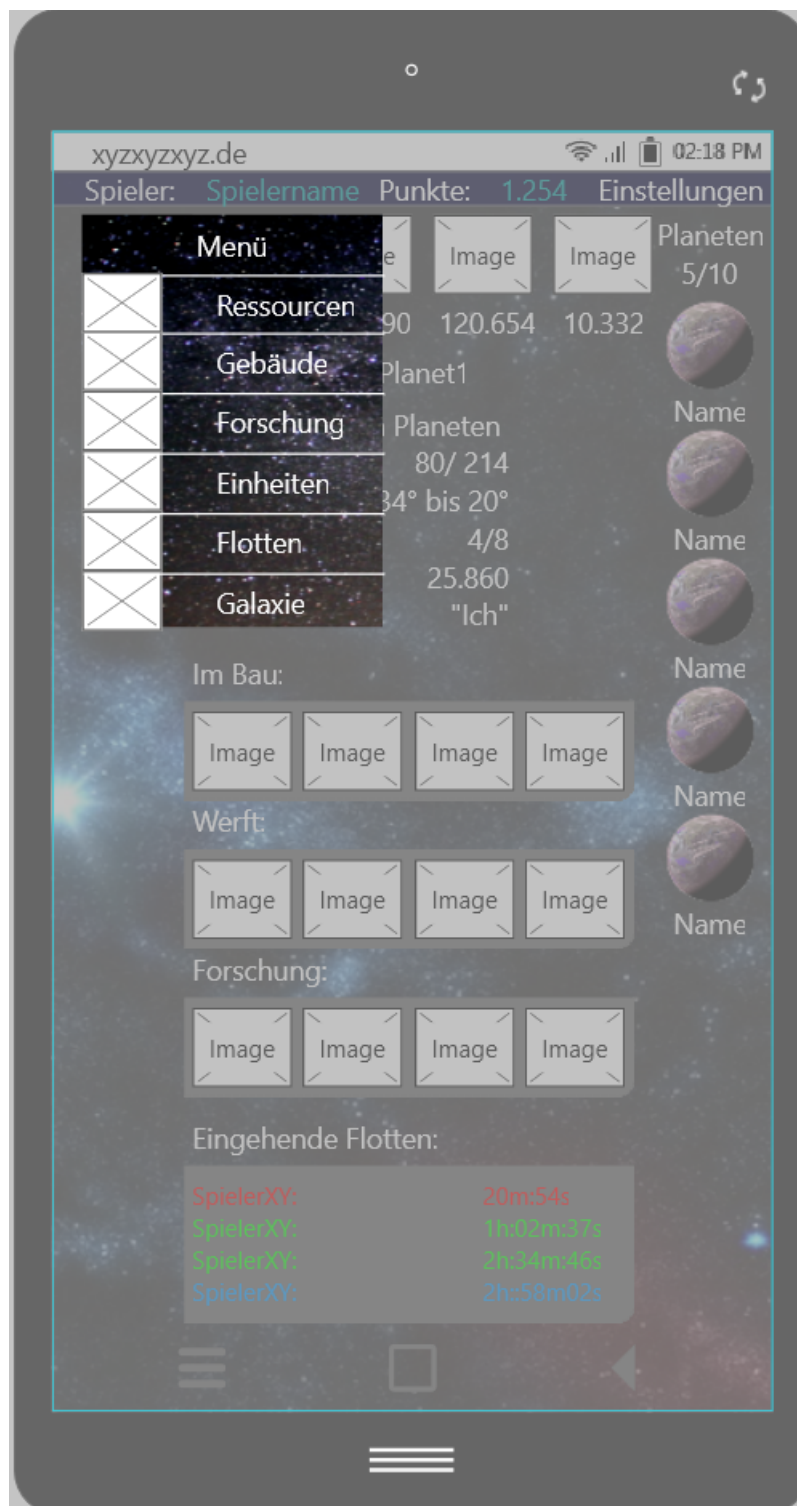 xyzxyzxyz.de 02:18 PM
Spieler: Spielername Punkte: 1.254 Einstellungen
Menü
Ressourcen
Gebäude
Forschung
Einheiten
Flotten
Galaxie
e Image Image
90 120.654 10.332
Planet1
Planeten
80/ 214
34° bis 20°
4/8
25.860
"Ich"
Planeten
5/10
Name
Name
Name
Name
Name
Im Bau:
Image Image Image Image
Werft:
Image Image Image Image
Forschung:
Image Image Image Image
Eingehende Flotten:
SpielerXY: 20m:54s
SpielerXY: 1h:02m:37s
SpielerXY: 2h:34m:46s
SpielerXY: 2h::58m02s